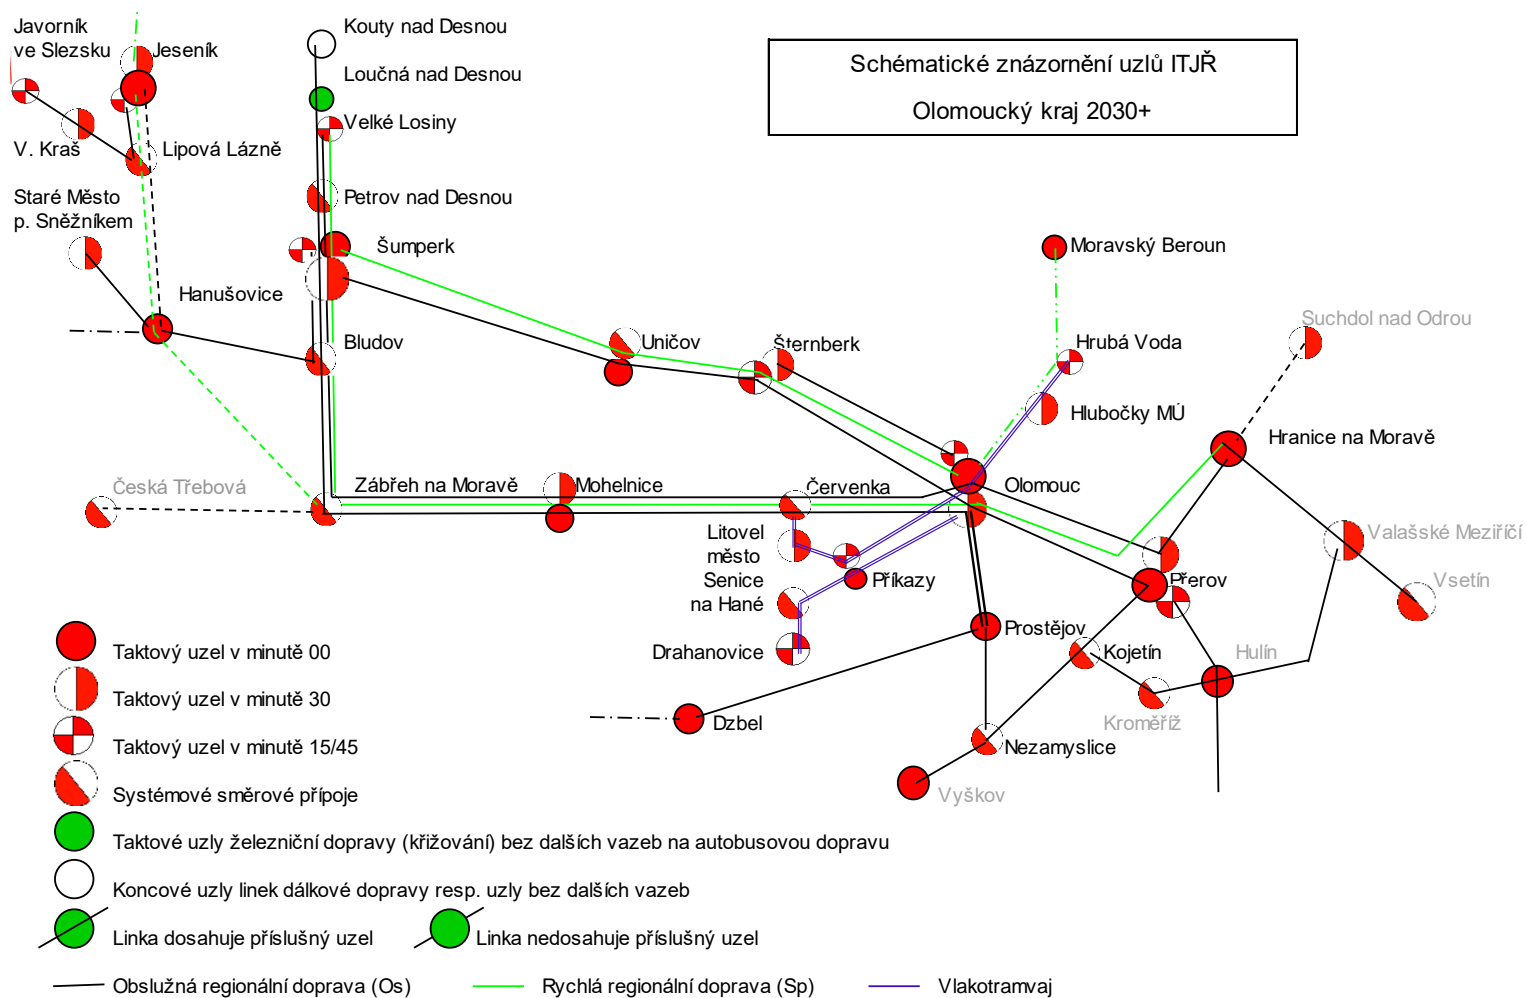 Schématické znázornění uzlů ITJŘ
Olomoucký kraj 2030+
Javorník
ve Slezsku
Jeseník
Kouty nad Desnou
Loučná nad Desnou
Velké Losiny
V. Kraš
Lipová Lázně
Staré Město
p. Sněžníkem
Petrov nad Desnou
Šumperk
Moravský Beroun
Hanušovice
Suchdol nad Odrou
Bludov
Uničov
Šternberk
Hrubá Voda
Hlubočky MÚ
Hranice na Moravě
Česká Třebová
Zábřeh na Moravě
Mohelnice
Červenka
Olomouc
Litovel
město
Valašské Meziříčí
Senice
na Hané
Příkazy
Přerov
Vsetín
Prostějov
Drahanovice
Kojetín
Hulín
Dzbel
Kroměříž
Nezamyslice
Vyškov
Taktový uzel v minutě 00
Taktový uzel v minutě 30
Taktový uzel v minutě 15/45
Systémové směrové přípoje
Taktové uzly železniční dopravy (křižování) bez dalších vazeb na autobusovou dopravu
Koncové uzly linek dálkové dopravy resp. uzly bez dalších vazeb
Linka dosahuje příslušný uzel
Linka nedosahuje příslušný uzel
Obslužná regionální doprava (Os)
Rychlá regionální doprava (Sp)
Vlakotramvaj